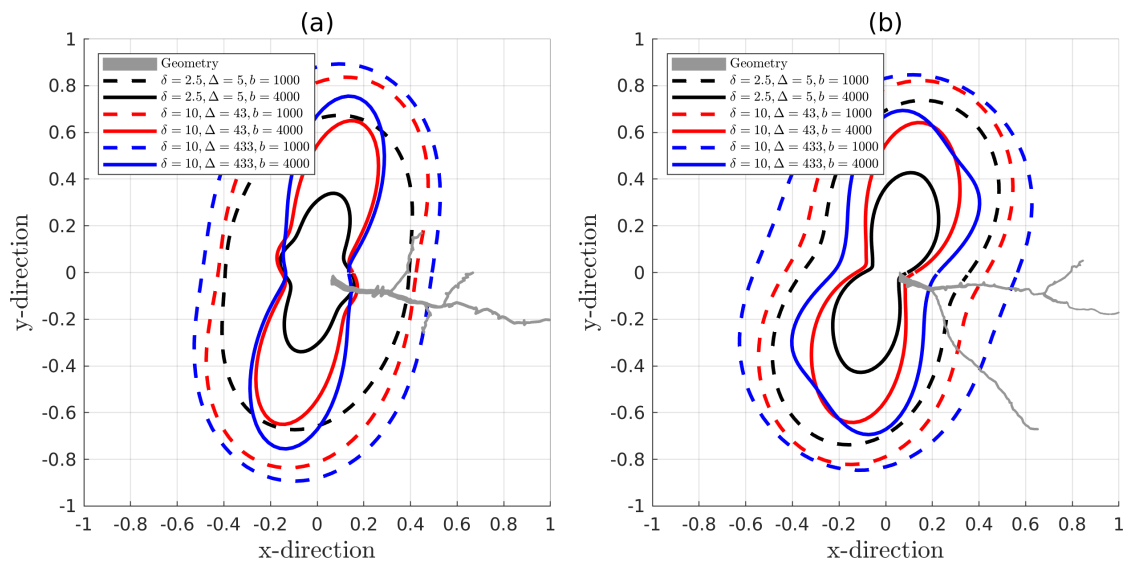 (a)
1
0.8
0.6
0.4
0.2
0
-0.2
-0.4
-0.6
-0.8
-1
y-direction
Geometry
δ = 2.5, Δ = 5, b = 1000
δ = 2.5, Δ = 5, b = 4000
δ = 10, Δ = 43, b = 1000
δ = 10, Δ = 43, b = 4000
δ = 10, Δ = 433, b = 1000
δ = 10, Δ = 433, b = 4000
-1 -0.8 -0.6 -0.4 -0.2 0 0.2 0.4 0.6 0.8 1
x-direction
(b)
1
0.8
0.6
0.4
0.2
0
-0.2
-0.4
-0.6
-0.8
-1
y-direction
Geometry
δ = 2.5, Δ = 5, b = 1000
δ = 2.5, Δ = 5, b = 4000
δ = 10, Δ = 43, b = 1000
δ = 10, Δ = 43, b = 4000
δ = 10, Δ = 433, b = 1000
δ = 10, Δ = 433, b = 4000
-1 -0.8 -0.6 -0.4 -0.2 0 0.2 0.4 0.6 0.8 1
x-direction